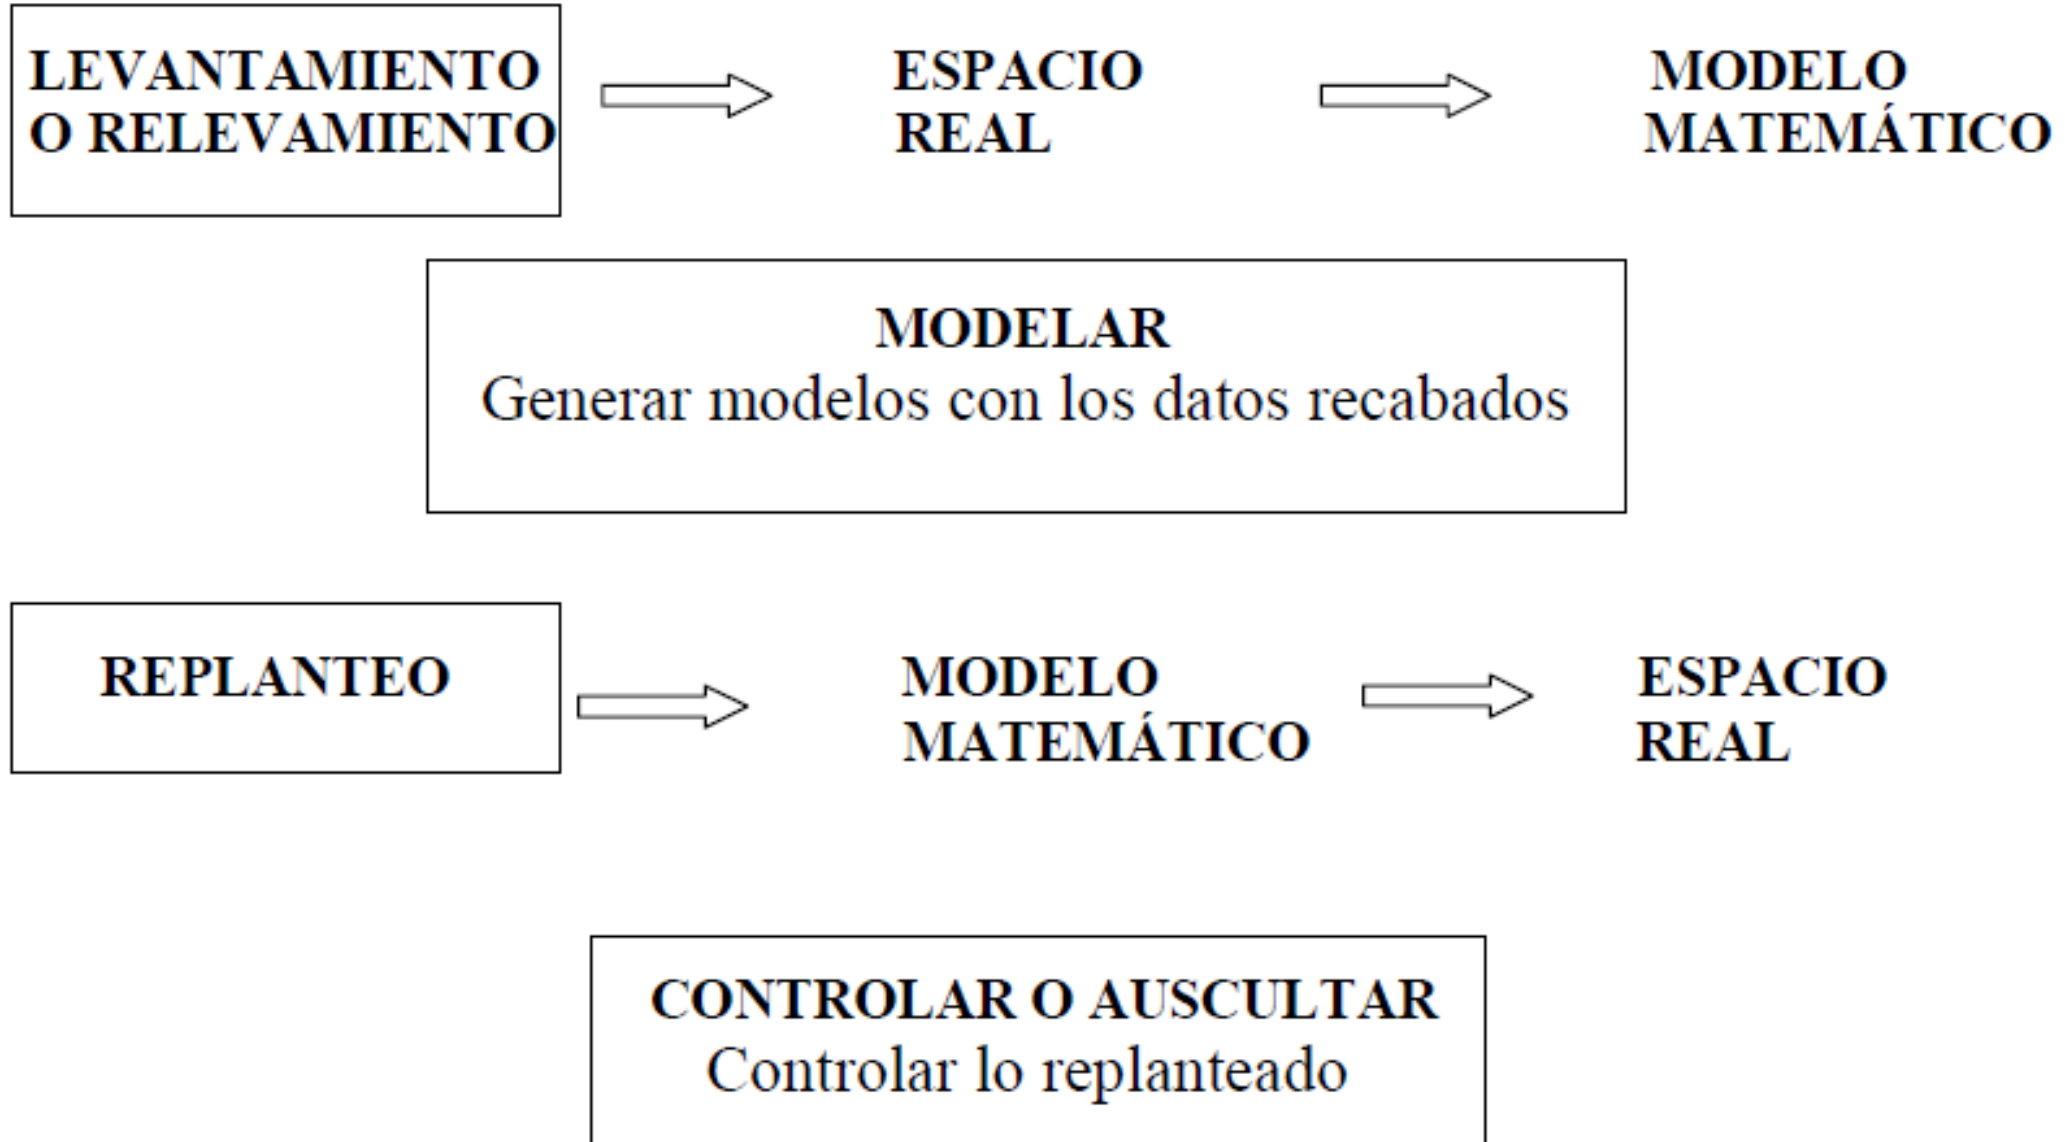 LEVANTAMIENTO
O RELEVAMIENTO
ESPACIO
REAL
MODELO
MATEMÁTICO
MODELAR
Generar modelos con los datos recabados
REPLANTEO
MODELO
MATEMÁTICO
ESPACIO
REAL
CONTROLAR O AUSCULTAR
Controlar lo replanteado